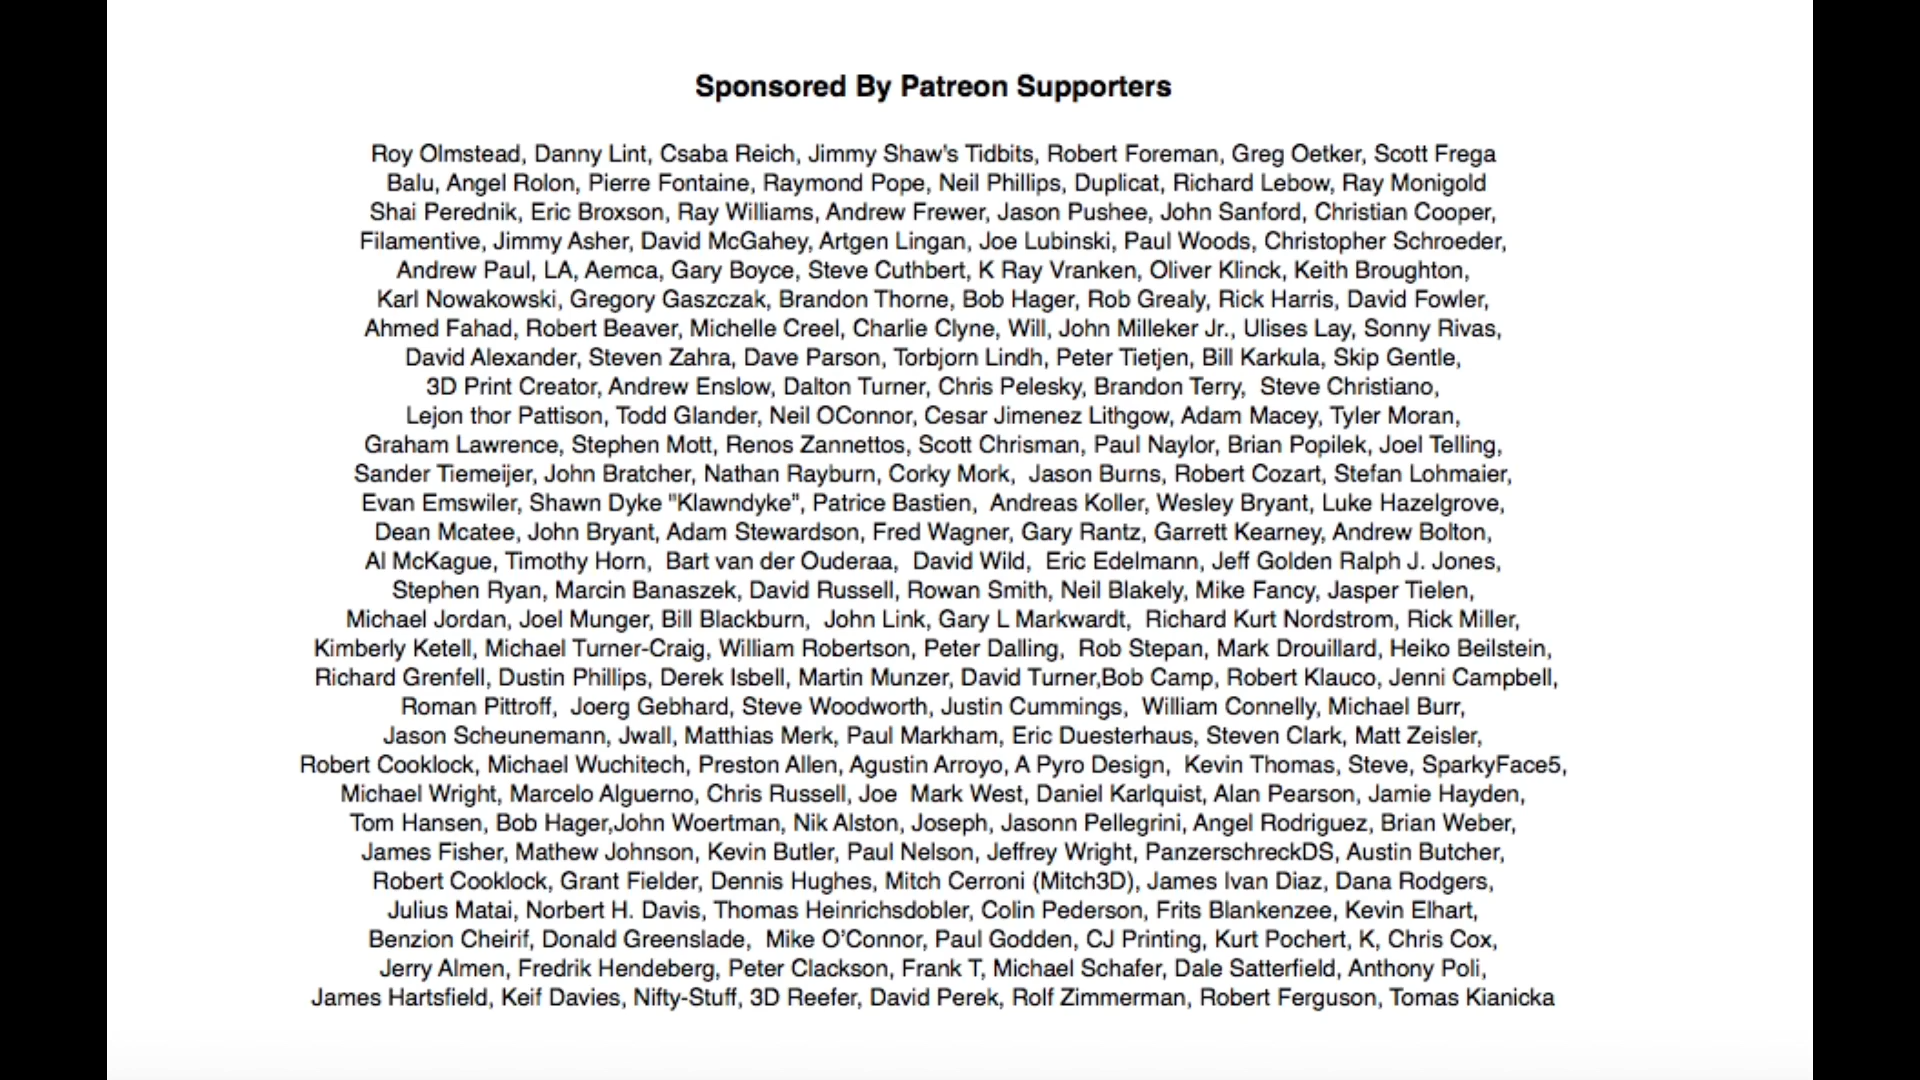 Sponsored By Patreon Supporters
Roy Olmstead, Danny Lint, Csaba Reich, Jimmy Shaw's Tidbits, Robert Foreman, Greg Oetker, Scott Frega
Balu, Angel Rolon, Pierre Fontaine, Raymond Pope, Neil Phillips, Duplicat, Richard Lebow, Ray Monigold
Shai Perednik, Eric Broxson, Ray Williams, Andrew Frewer, Jason Pushee, John Sanford, Christian Cooper,
Filamentive, Jimmy Asher, David McGahey, Artgen Lingan, Joe Lubinski, Paul Woods, Christopher Schroeder,
Andrew Paul, LA, Aemca, Gary Boyce, Steve Cuthbert, K Ray Vranken, Oliver Klinck, Keith Broughton,
Karl Nowakowski, Gregory Gaszczak, Brandon Thorne, Bob Hager, Rob Grealy, Rick Harris, David Fowler,
Ahmed Fahad, Robert Beaver, Michelle Creel, Charlie Clyne, Will, John Milleker Jr., Ulises Lay, Sonny Rivas,
David Alexander, Steven Zahra, Dave Parson, Torbjorn Lindh, Peter Tietjen, Bill Karkula, Skip Gentle,
3D Print Creator, Andrew Enslow, Dalton Turner, Chris Pelesky, Brandon Terry,  Steve Christiano,
Lejon thor Pattison, Todd Glander, Neil OConnor, Cesar Jimenez Lithgow, Adam Macey, Tyler Moran,
Graham Lawrence, Stephen Mott, Renos Zannettos, Scott Chrisman, Paul Naylor, Brian Popilek, Joel Telling,
Sander Tiemeijer, John Bratcher, Nathan Rayburn, Corky Mork,  Jason Burns, Robert Cozart, Stefan Lohmaier,
Evan Emswiler, Shawn Dyke "Klawndyke”, Patrice Bastien,  Andreas Koller, Wesley Bryant, Luke Hazelgrove,
Dean Mcatee, John Bryant, Adam Stewardson, Fred Wagner, Gary Rantz, Garrett Kearney, Andrew Bolton,
Al McKague, Timothy Horn,  Bart van der Ouderaa,  David Wild,  Eric Edelmann, Jeff Golden Ralph J. Jones,
Stephen Ryan, Marcin Banaszek, David Russell, Rowan Smith, Neil Blakely, Mike Fancy, Jasper Tielen,
Michael Jordan, Joel Munger, Bill Blackburn,  John Link, Gary L Markwardt,  Richard Kurt Nordstrom, Rick Miller,
Kimberly Ketell, Michael Turner-Craig, William Robertson, Peter Dalling,  Rob Stepan, Mark Drouillard, Heiko Beilstein,
Richard Grenfell, Dustin Phillips, Derek Isbell, Martin Munzer, David Turner,Bob Camp, Robert Klauco, Jenni Campbell,
Roman Pittroff,  Joerg Gebhard, Steve Woodworth, Justin Cummings,  William Connelly, Michael Burr,
Jason Scheunemann, Jwall, Matthias Merk, Paul Markham, Eric Duesterhaus, Steven Clark, Matt Zeisler,
Robert Cooklock, Michael Wuchitech, Preston Allen, Agustin Arroyo, A Pyro Design,  Kevin Thomas, Steve, SparkyFace5,
Michael Wright, Marcelo Alguerno, Chris Russell, Joe  Mark West, Daniel Karlquist, Alan Pearson, Jamie Hayden,
Tom Hansen, Bob Hager,John Woertman, Nik Alston, Joseph, Jasonn Pellegrini, Angel Rodriguez, Brian Weber,
James Fisher, Mathew Johnson, Kevin Butler, Paul Nelson, Jeffrey Wright, PanzerschreckDS, Austin Butcher,
Robert Cooklock, Grant Fielder, Dennis Hughes, Mitch Cerroni (Mitch3D), James Ivan Diaz, Dana Rodgers,
Julius Matai, Norbert H. Davis, Thomas Heinrichsdobler, Colin Pederson, Frits Blankenzee, Kevin Elhart,
Benzion Cheirif, Donald Greenslade,  Mike O’Connor, Paul Godden, CJ Printing, Kurt Pochert, K, Chris Cox,
Jerry Almen, Fredrik Hendeberg, Peter Clackson, Frank T, Michael Schafer, Dale Satterfield, Anthony Poli,
James Hartsfield, Keif Davies, Nifty-Stuff, 3D Reefer, David Perek, Rolf Zimmerman, Robert Ferguson, Tomas Kianicka